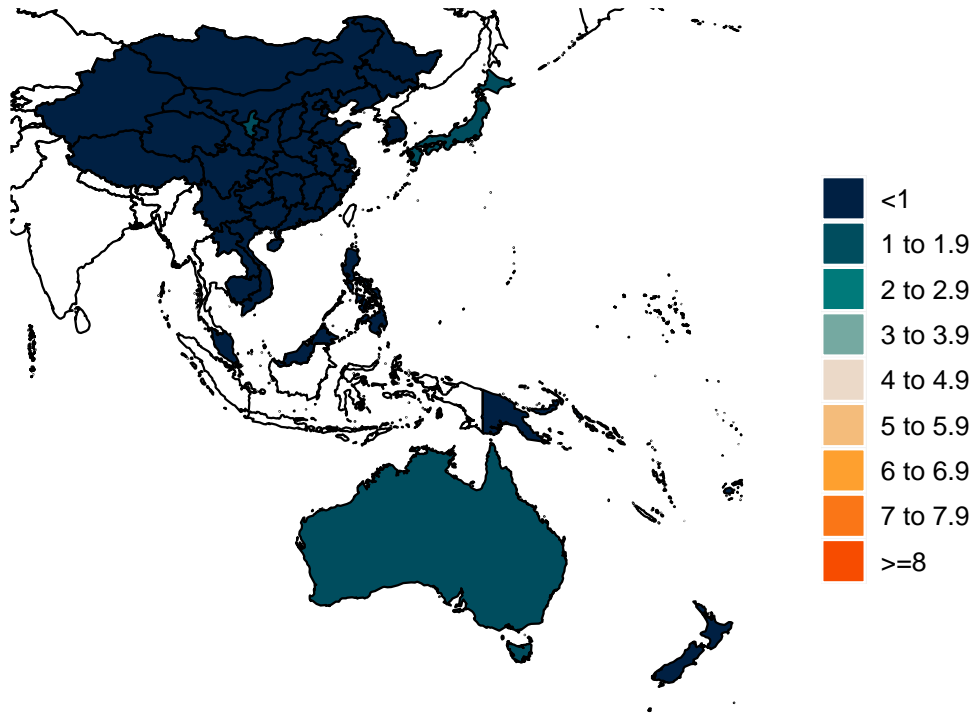 <1
1 to 1.9
2 to 2.9
3 to 3.9
4 to 4.9
5 to 5.9
6 to 6.9
7 to 7.9
>=8